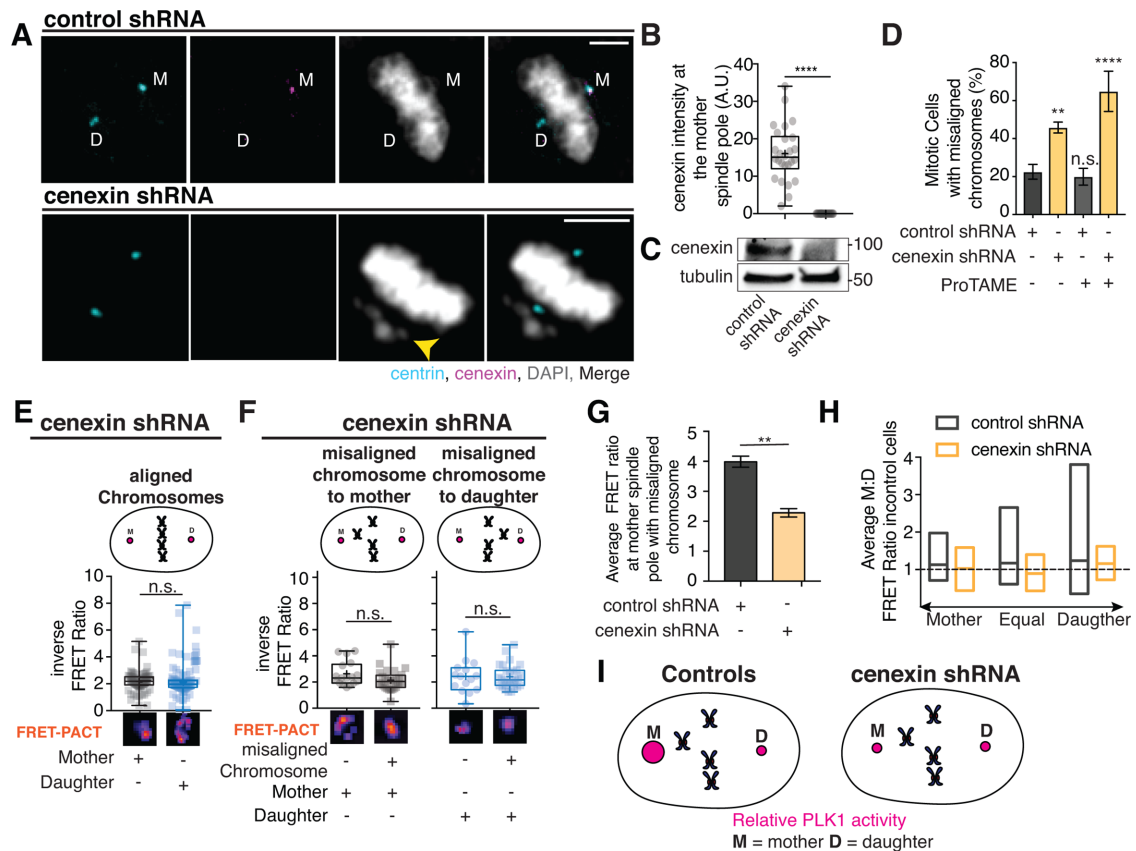 A
control shRNA
M
D
M
D
M
M
D
cenexin shRNA
centrin, cenexin, DAPI, Merge
B
cenexin intensity at
the mother
spindle pole (A.U.)
40
30
20
10
0
****
C
cenexin
tubulin
-100
-50
control
shRNA
cenexin
shRNA
D
Mitotic Cells
with misaligned
chromosomes (%)
80
60
40
20
0
**
n.s.
****
control shRNA + - + -
cenexin shRNA - + - +
ProTAME - - + +
E
cenexin shRNA
aligned
Chromosomes
M
D
inverse
FRET Ratio
10
8
6
4
2
0
n.s.
FRET-PACT
Mother + -
Daughter - +
F
cenexin shRNA
misaligned
chromosome
to mother
misaligned
chromosome
to daughter
M
D
M
D
inverse
FRET Ratio
10
8
6
4
2
0
n.s.
n.s.
FRET-PACT
misaligned
Chromosome
- + - +
Mother + + - -
Daughter - - + +
G
Average FRET ratio
at mother spindle
pole with misaligned
chromosome
5
4
3
2
1
0
**
control shRNA + -
cenexin shRNA - +
H
control shRNA
cenexin shRNA
Average M:D
FRET Ratio incontrol cells
4
2
1
Mother
Equal
Daugther
I
Controls
cenexin shRNA
M
D
M
D
Relative PLK1 activity
M = mother D = daughter